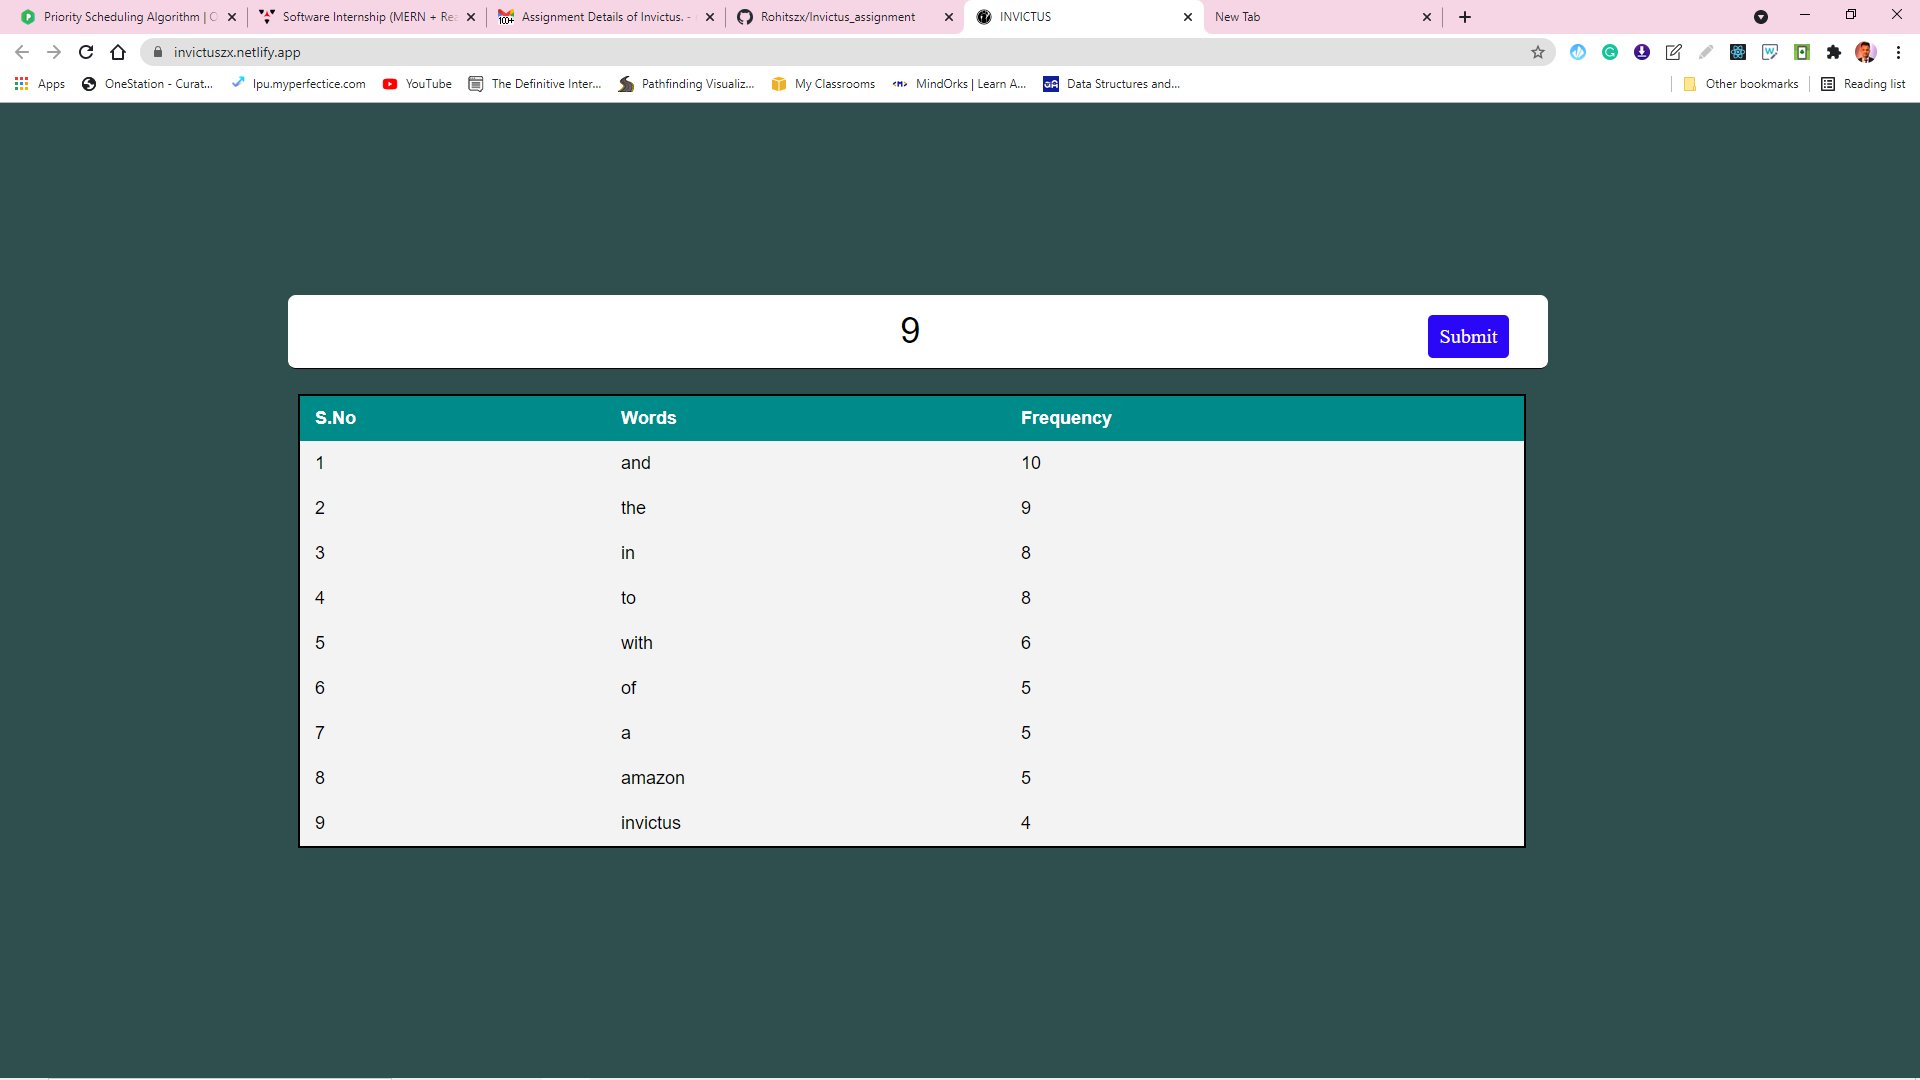 Priority Scheduling Algorithm | O
Software Internship (MERN + Rea
100+ Assignment Details of Invictus. -
Rohitszx/Invictus_assignment
INVICTUS
New Tab
invictuszx.netlify.app
Apps
OneStation - Curat...
lpu.myperfectice.com
YouTube
The Definitive Inter...
Pathfinding Visualiz...
My Classrooms
<M> MindOrks | Learn A...
Data Structures and...
Other bookmarks
Reading list
9
Submit
S.No Words Frequency
1 and 10
2 the 9
3 in 8
4 to 8
5 with 6
6 of 5
7 a 5
8 amazon 5
9 invictus 4